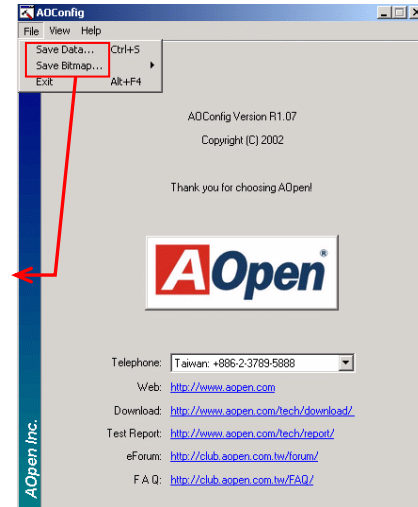 AOConfig
File View Help
Save Data... Ctrl+S
Save Bitmap...
Exit Alt+F4
AOConfig Version R1.07
Copyright (C) 2002
Thank you for choosing AOpen!
AOpen®
Telephone: Taiwan: +886-2-3789-5888
Web: http://www.aopen.com
Download: http://www.aopen.com/tech/download/
Test Report: http://www.aopen.com/tech/report/
eForum: http://club.aopen.com.tw/forum/
F A Q: http://club.aopen.com.tw/FAQ/
AOpen Inc.